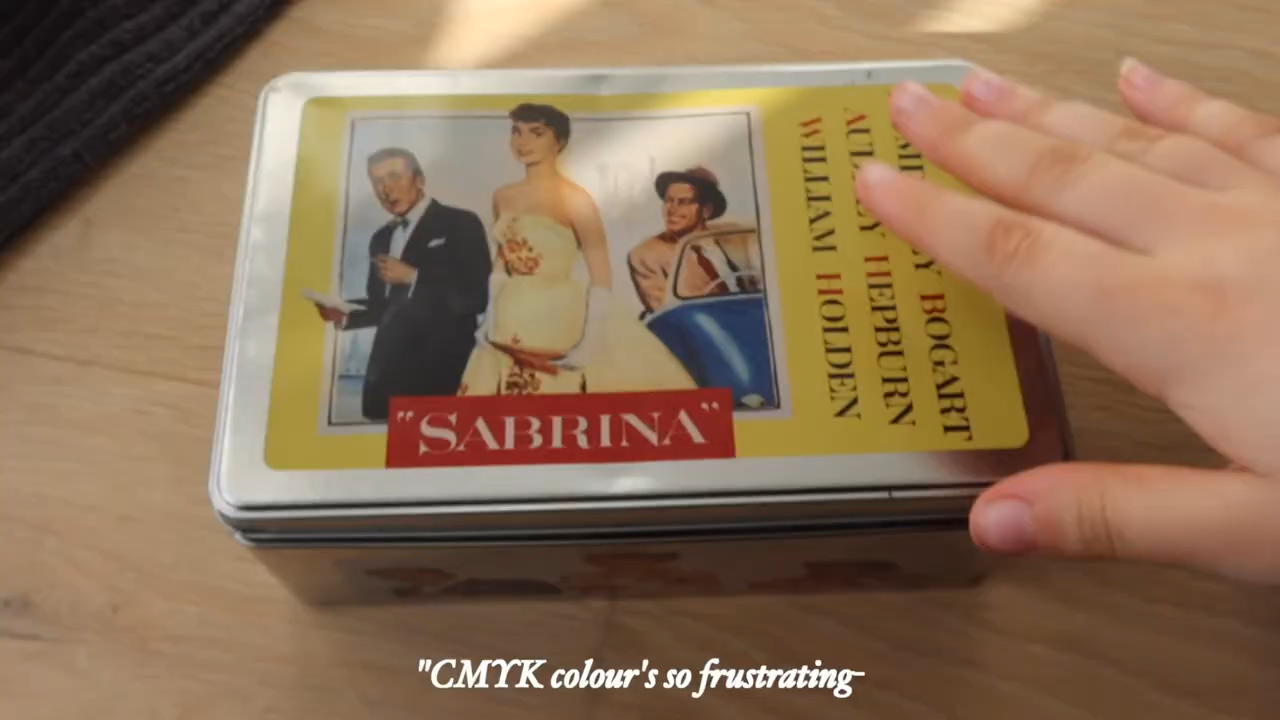 BOGART
HEPBURN
WILLIAM HOLDEN
"SABRINA"
"CMYK colour's so frustrating-